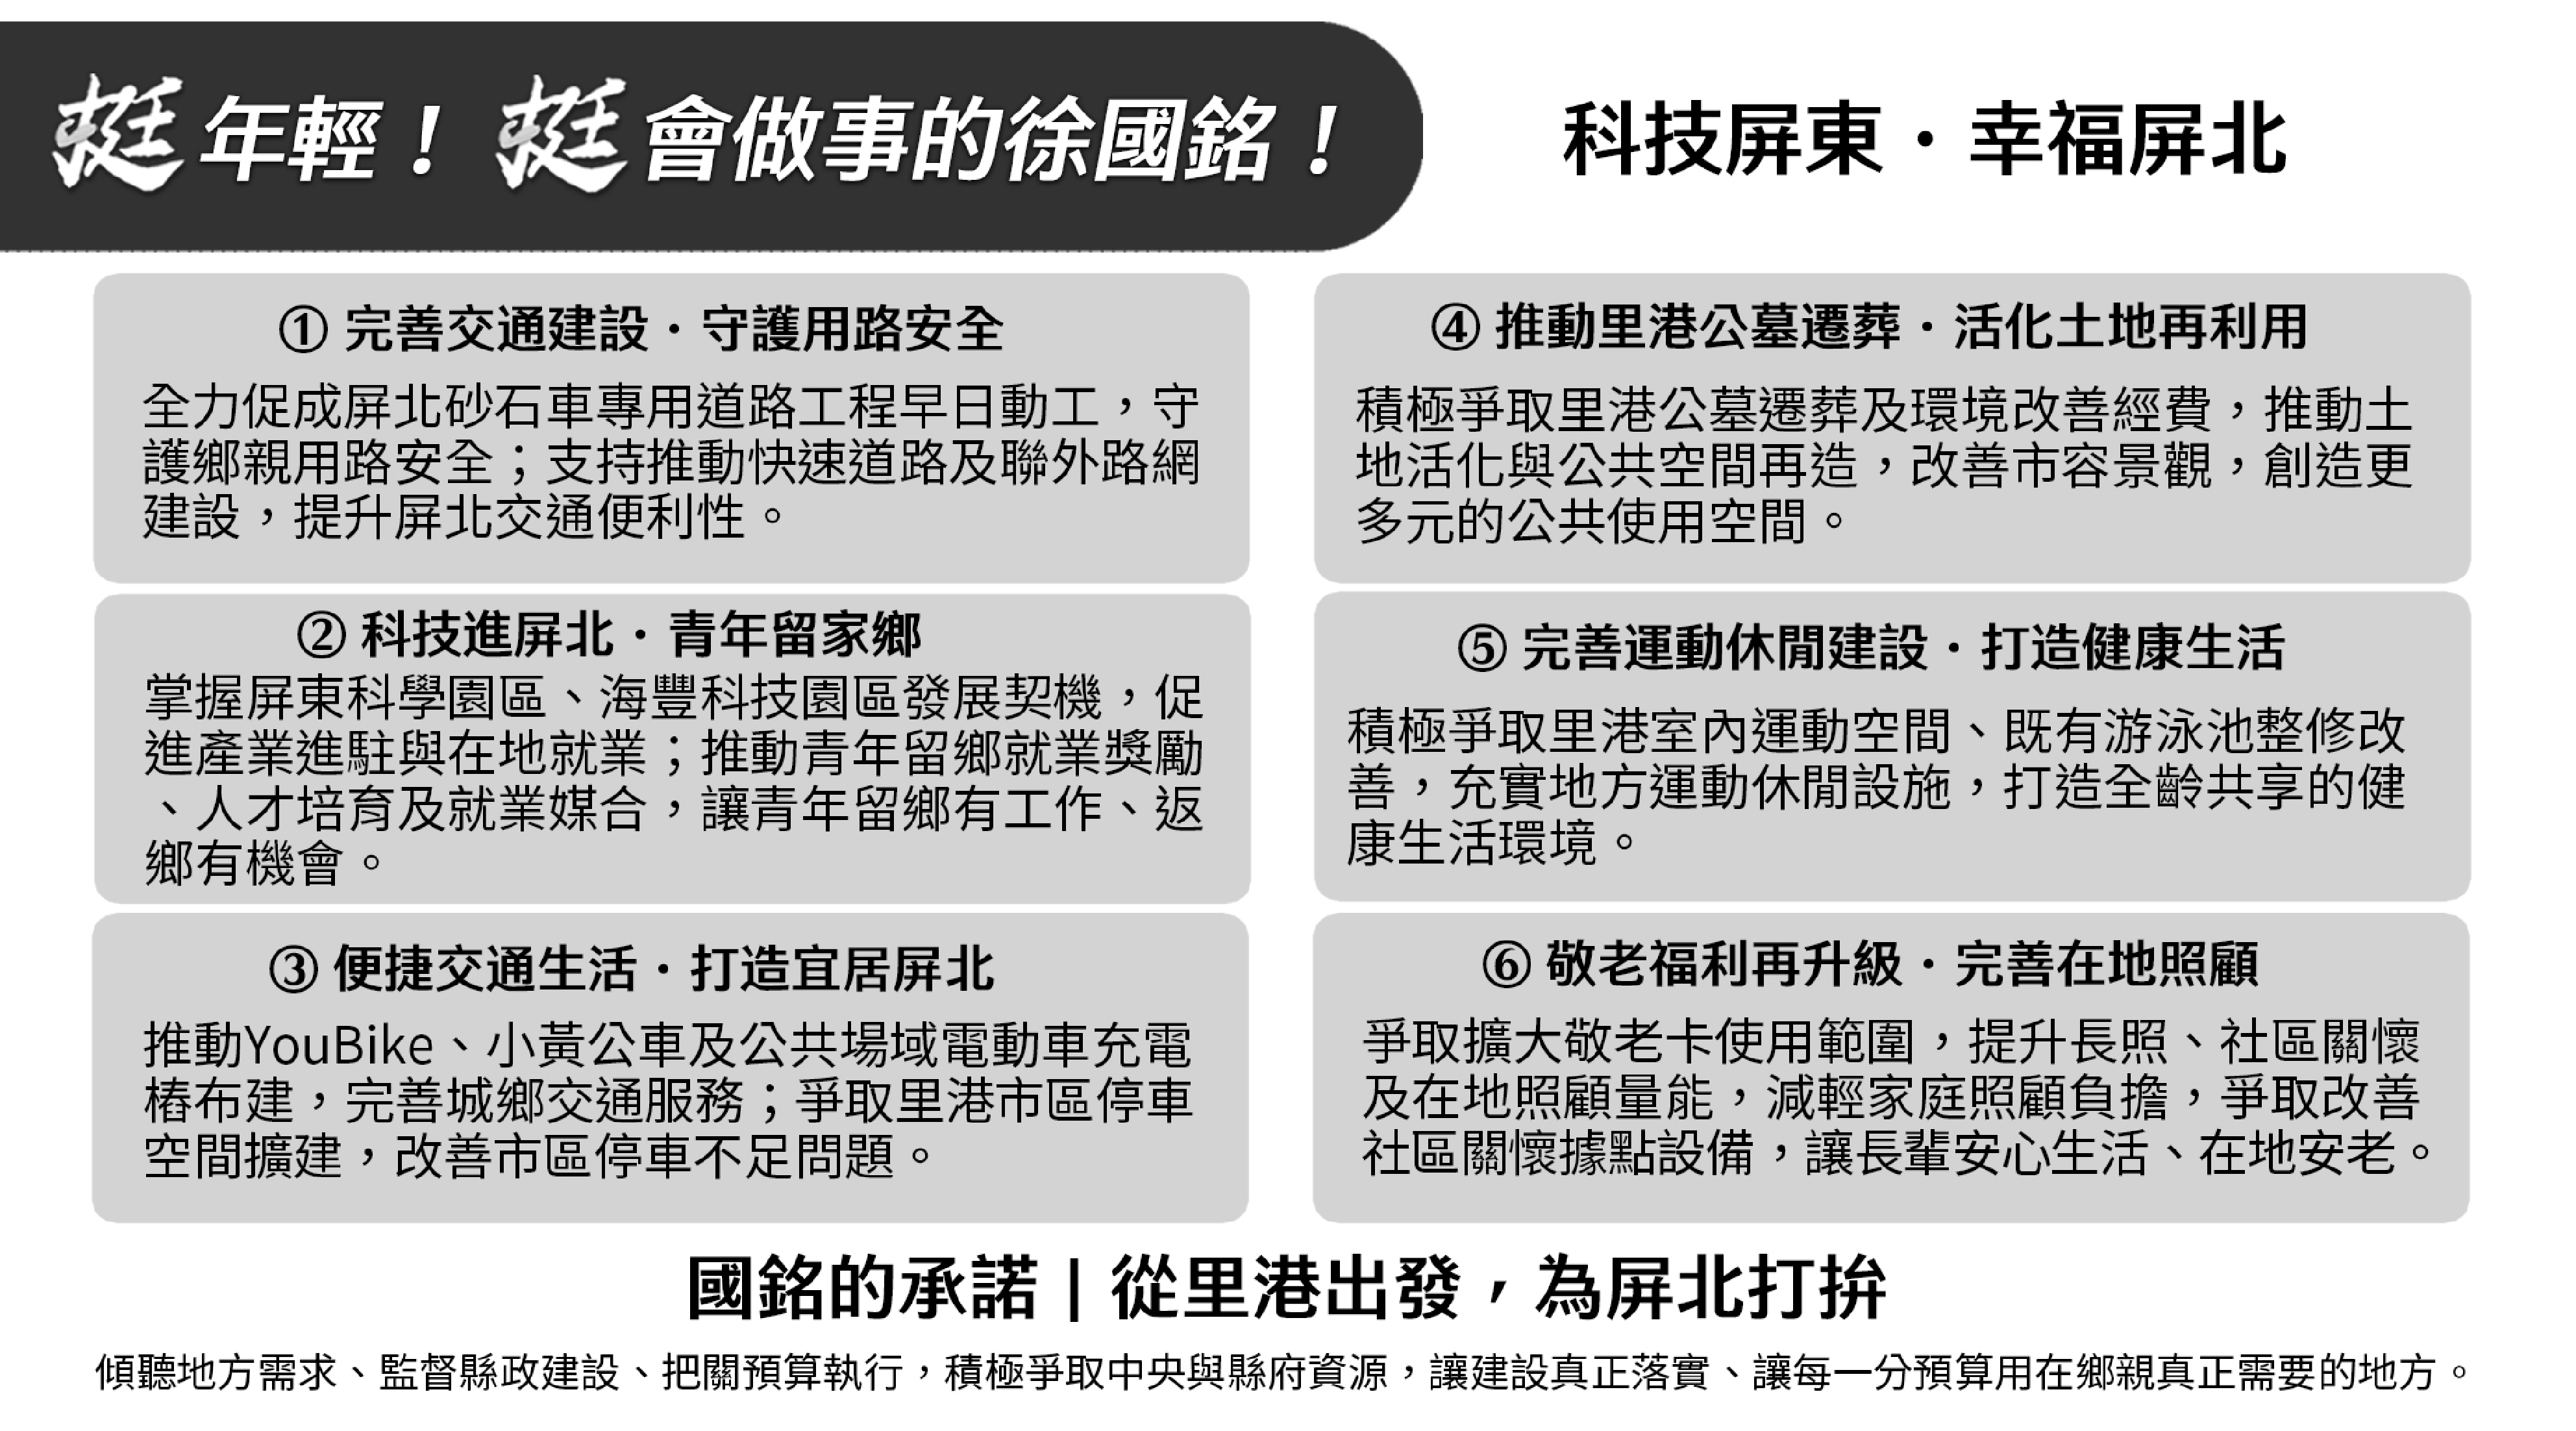 挺年輕！挺會做事的徐國銘！
科技屏東・幸福屏北
① 完善交通建設・守護用路安全
全力促成屏北砂石車專用道路工程早日動工，守
護鄉親用路安全；支持推動快速道路及聯外路網
建設，提升屏北交通便利性。
② 科技進屏北・青年留家鄉
掌握屏東科學園區、海豐科技園區發展契機，促
進產業進駐與在地就業；推動青年留鄉就業獎勵
、人才培育及就業媒合，讓青年留鄉有工作、返
鄉有機會。
③ 便捷交通生活・打造宜居屏北
推動YouBike、小黃公車及公共場域電動車充電
樁布建，完善城鄉交通服務；爭取里港市區停車
空間擴建，改善市區停車不足問題。
④ 推動里港公墓遷葬・活化土地再利用
積極爭取里港公墓遷葬及環境改善經費，推動土
地活化與公共空間再造，改善市容景觀，創造更
多元的公共使用空間。
⑤ 完善運動休閒建設・打造健康生活
積極爭取里港室內運動空間、既有游泳池整修改
善，充實地方運動休閒設施，打造全齡共享的健
康生活環境。
⑥ 敬老福利再升級・完善在地照顧
爭取擴大敬老卡使用範圍，提升長照、社區關懷
及在地照顧量能，減輕家庭照顧負擔，爭取改善
社區關懷據點設備，讓長輩安心生活、在地安老。
國銘的承諾 | 從里港出發，為屏北打拚
傾聽地方需求、監督縣政建設、把關預算執行，積極爭取中央與縣府資源，讓建設真正落實、讓每一分預算用在鄉親真正需要的地方。